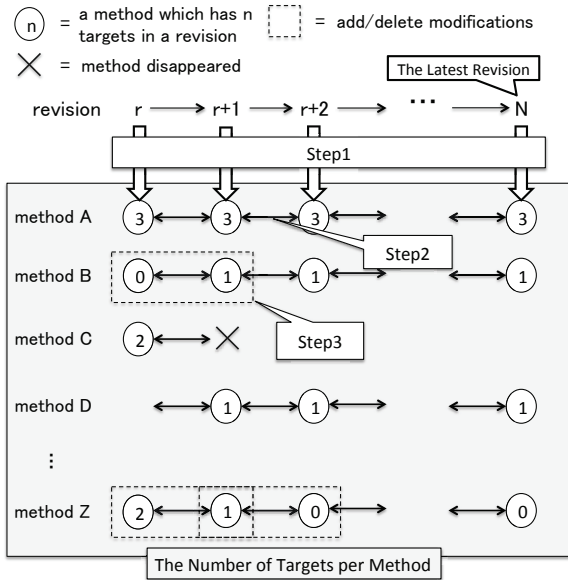 n = a method which has n
targets in a revision
= add/delete modifications
= method disappeared
The Latest Revision
revision r r+1 r+2 ... N
Step1
method A 3 3 3 3
Step2
method B 0 1 1 1
Step3
method C 2
method D 1 1 1
⋮
method Z 2 1 0 0
The Number of Targets per Method